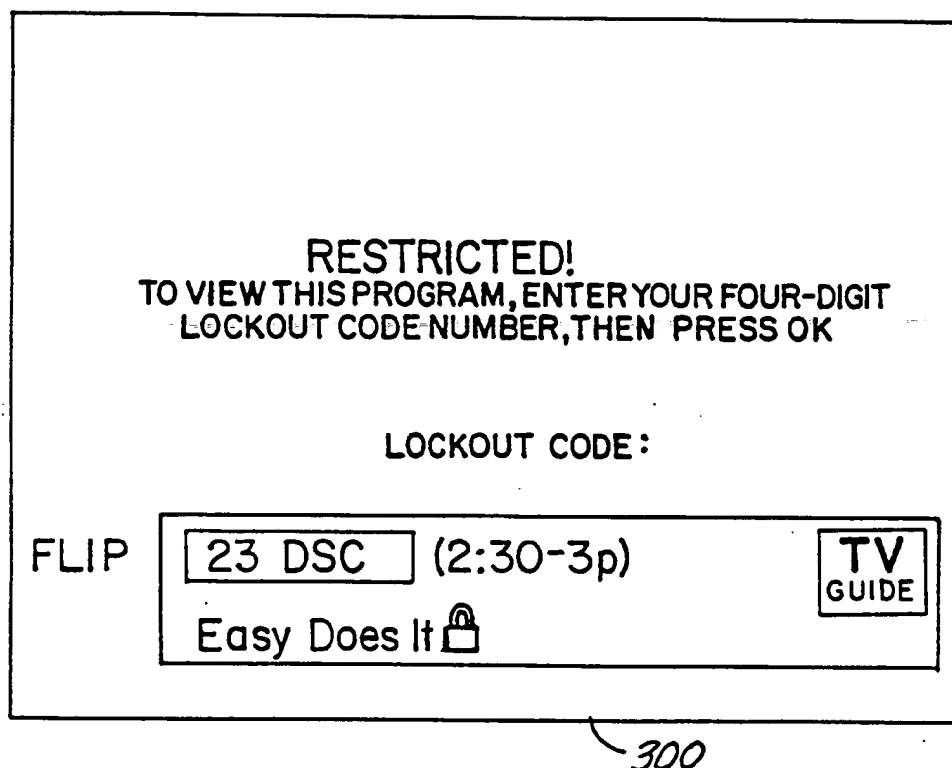 RESTRICTED!
TO VIEW THIS PROGRAM, ENTER YOUR FOUR-DIGIT
LOCKOUT CODE NUMBER, THEN PRESS OK
LOCKOUT CODE:
FLIP
23 DSC (2:30-3p)
TV
GUIDE
Easy Does It
300